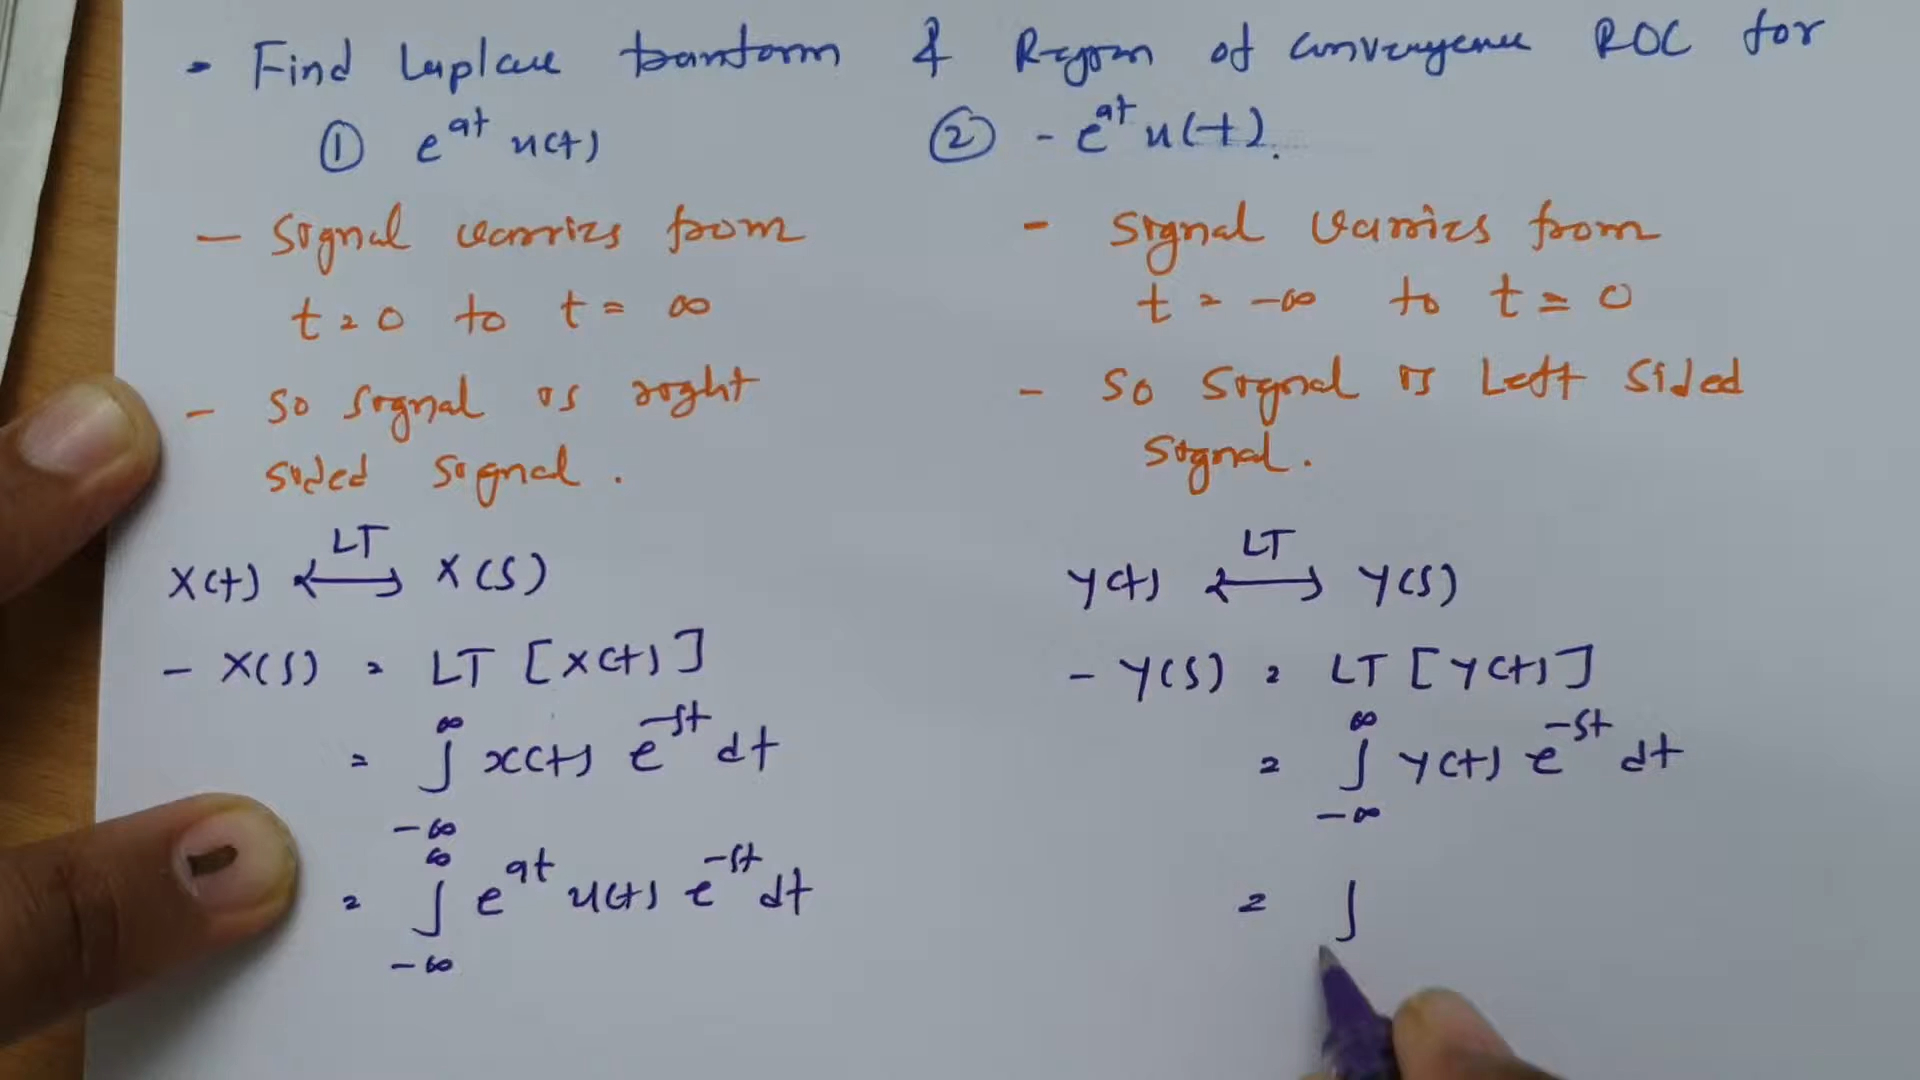 - Find Laplace transform & Region of convergence ROC for
① e^{at} u(t) ② - e^{at} u(-t).
- Signal varries from
t = 0 to t = ∞
- So signal is right
sided signal.
X(t) ⟷ X(s)
LT
- X(s) = LT [x(t)]
= ∫_{-∞}^{∞} x(t) e^{-st} dt
= ∫_{-∞}^{∞} e^{at} u(t) e^{-st} dt
- Signal varries from
t = -∞ to t = 0
- So signal is Left sided
signal.
LT
y(t) ⟷ Y(s)
- Y(s) = LT [y(t)]
= ∫_{-∞}^{∞} y(t) e^{-st} dt
= ∫